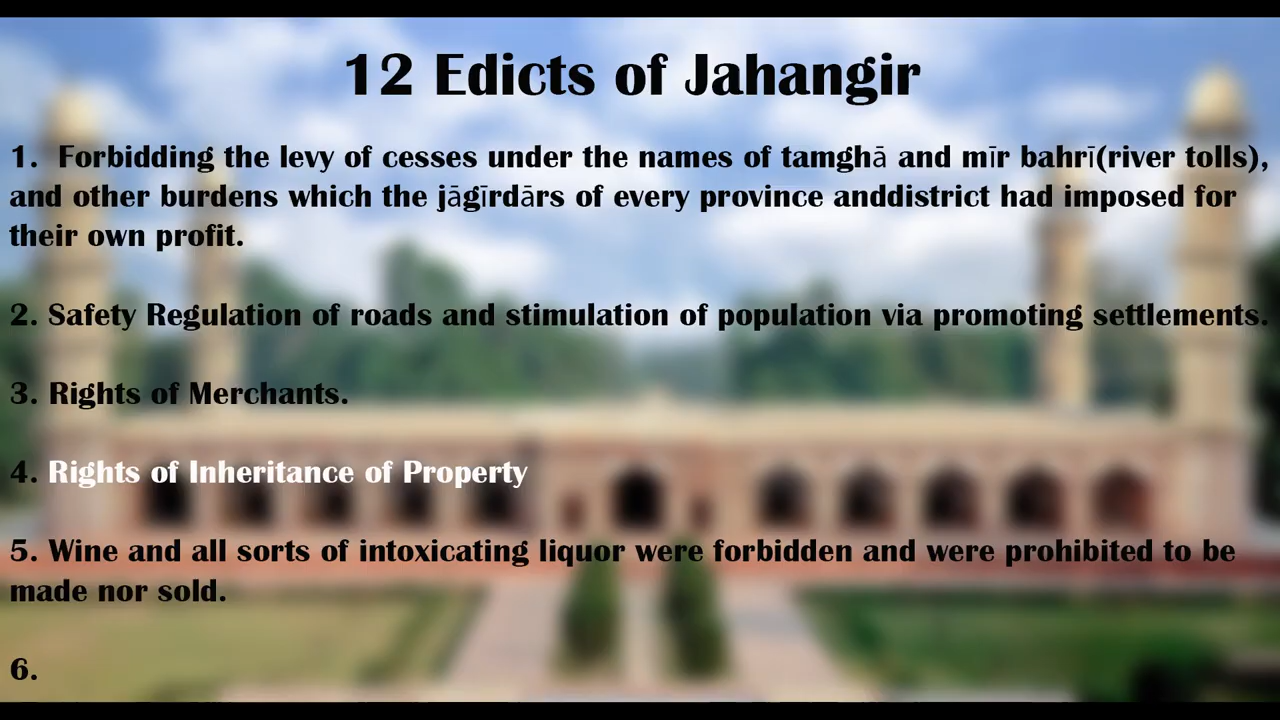 12 Edicts of Jahangir
1. Forbidding the levy of cesses under the names of tamghā and mīr bahrī(river tolls),
and other burdens which the jāgīrdārs of every province anddistrict had imposed for
their own profit.
2. Safety Regulation of roads and stimulation of population via promoting settlements.
3. Rights of Merchants.
4. Rights of Inheritance of Property
5. Wine and all sorts of intoxicating liquor were forbidden and were prohibited to be
made nor sold.
6.